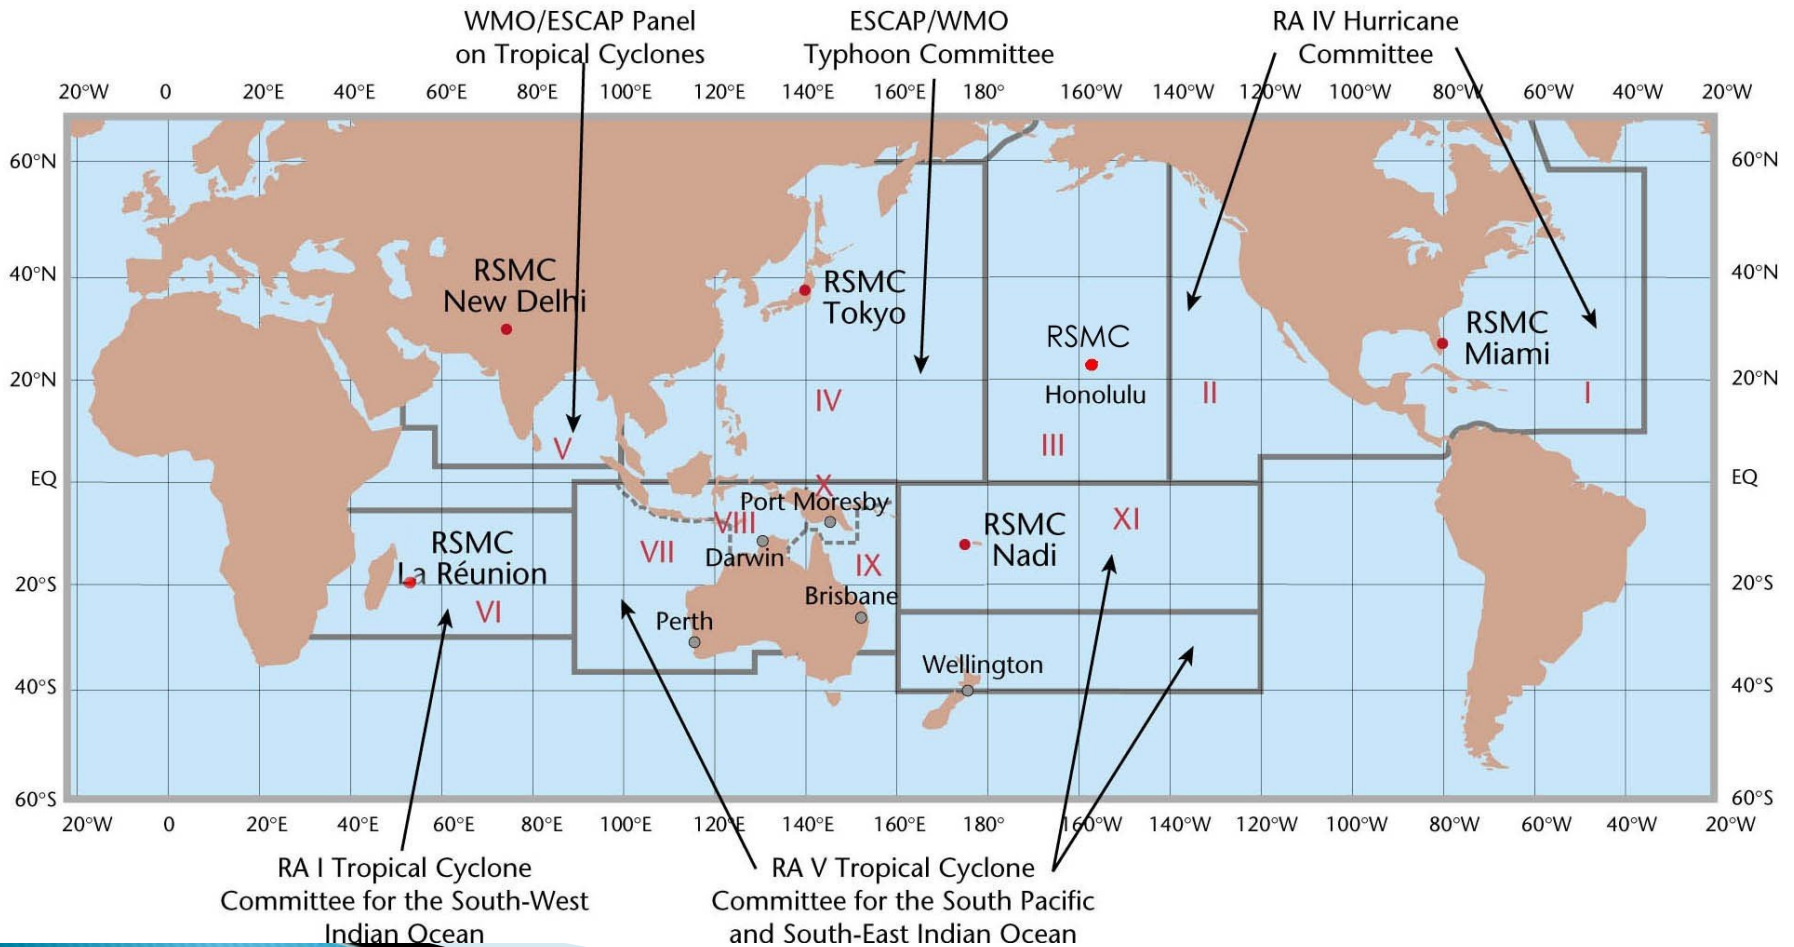 WMO/ESCAP Panel
on Tropical Cyclones
ESCAP/WMO
Typhoon Committee
RA IV Hurricane
Committee
20°W 0 20°E 40°E 60°E 80°E 100°E 120°E 140°E 160°E 180° 160°W 140°W 120°W 100°W 80°W 60°W 40°W 20°W
60°N 60°N
40°N 40°N
RSMC
New Delhi
RSMC
Tokyo
RSMC
Honolulu
RSMC
Miami
20°N 20°N
IV
II
I
V
III
EQ EQ
X
Port Moresby
VIII
Darwin
VII
IX
Brisbane
Perth
RSMC
Nadi
XI
RSMC
La Réunion
VI
20°S 20°S
Wellington
40°S 40°S
60°S 60°S
20°W 0 20°E 40°E 60°E 80°E 100°E 120°E 140°E 160°E 180° 160°W 140°W 120°W 100°W 80°W 60°W 40°W 20°W
RA I Tropical Cyclone
Committee for the South-West
Indian Ocean
RA V Tropical Cyclone
Committee for the South Pacific
and South-East Indian Ocean